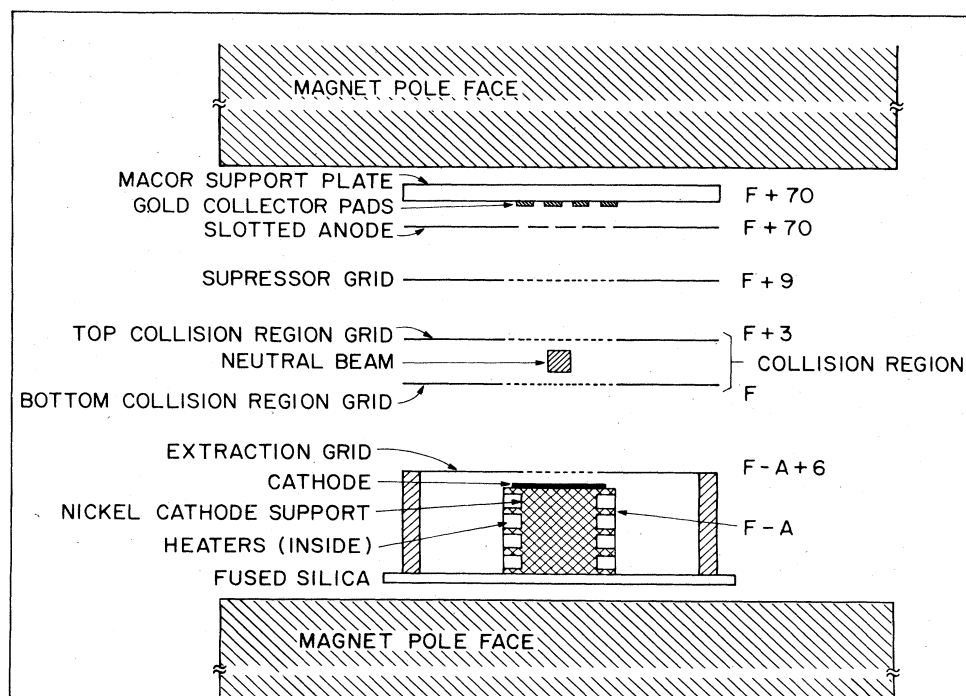 MAGNET POLE FACE
MACOR SUPPORT PLATE
F + 70
GOLD COLLECTOR PADS
SLOTTED ANODE
F + 70
SUPRESSOR GRID
F + 9
TOP COLLISION REGION GRID
F + 3
NEUTRAL BEAM
COLLISION REGION
BOTTOM COLLISION REGION GRID
F
EXTRACTION GRID
F - A + 6
CATHODE
NICKEL CATHODE SUPPORT
F - A
HEATERS (INSIDE)
FUSED SILICA
MAGNET POLE FACE